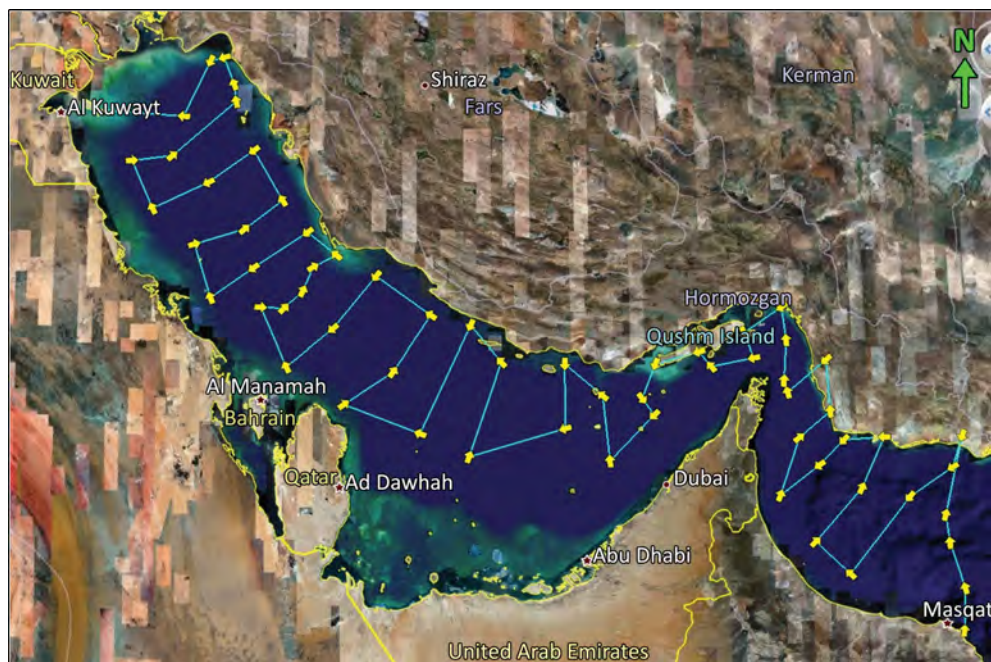 N
Kuwait
Shiraz
Kerman
Al Kuwayt
Fars
Hormozgan
Qushm Island
Al Manamah
Bahrain
Qatar
Ad Dawhah
Dubai
Abu Dhabi
Masqat
United Arab Emirates